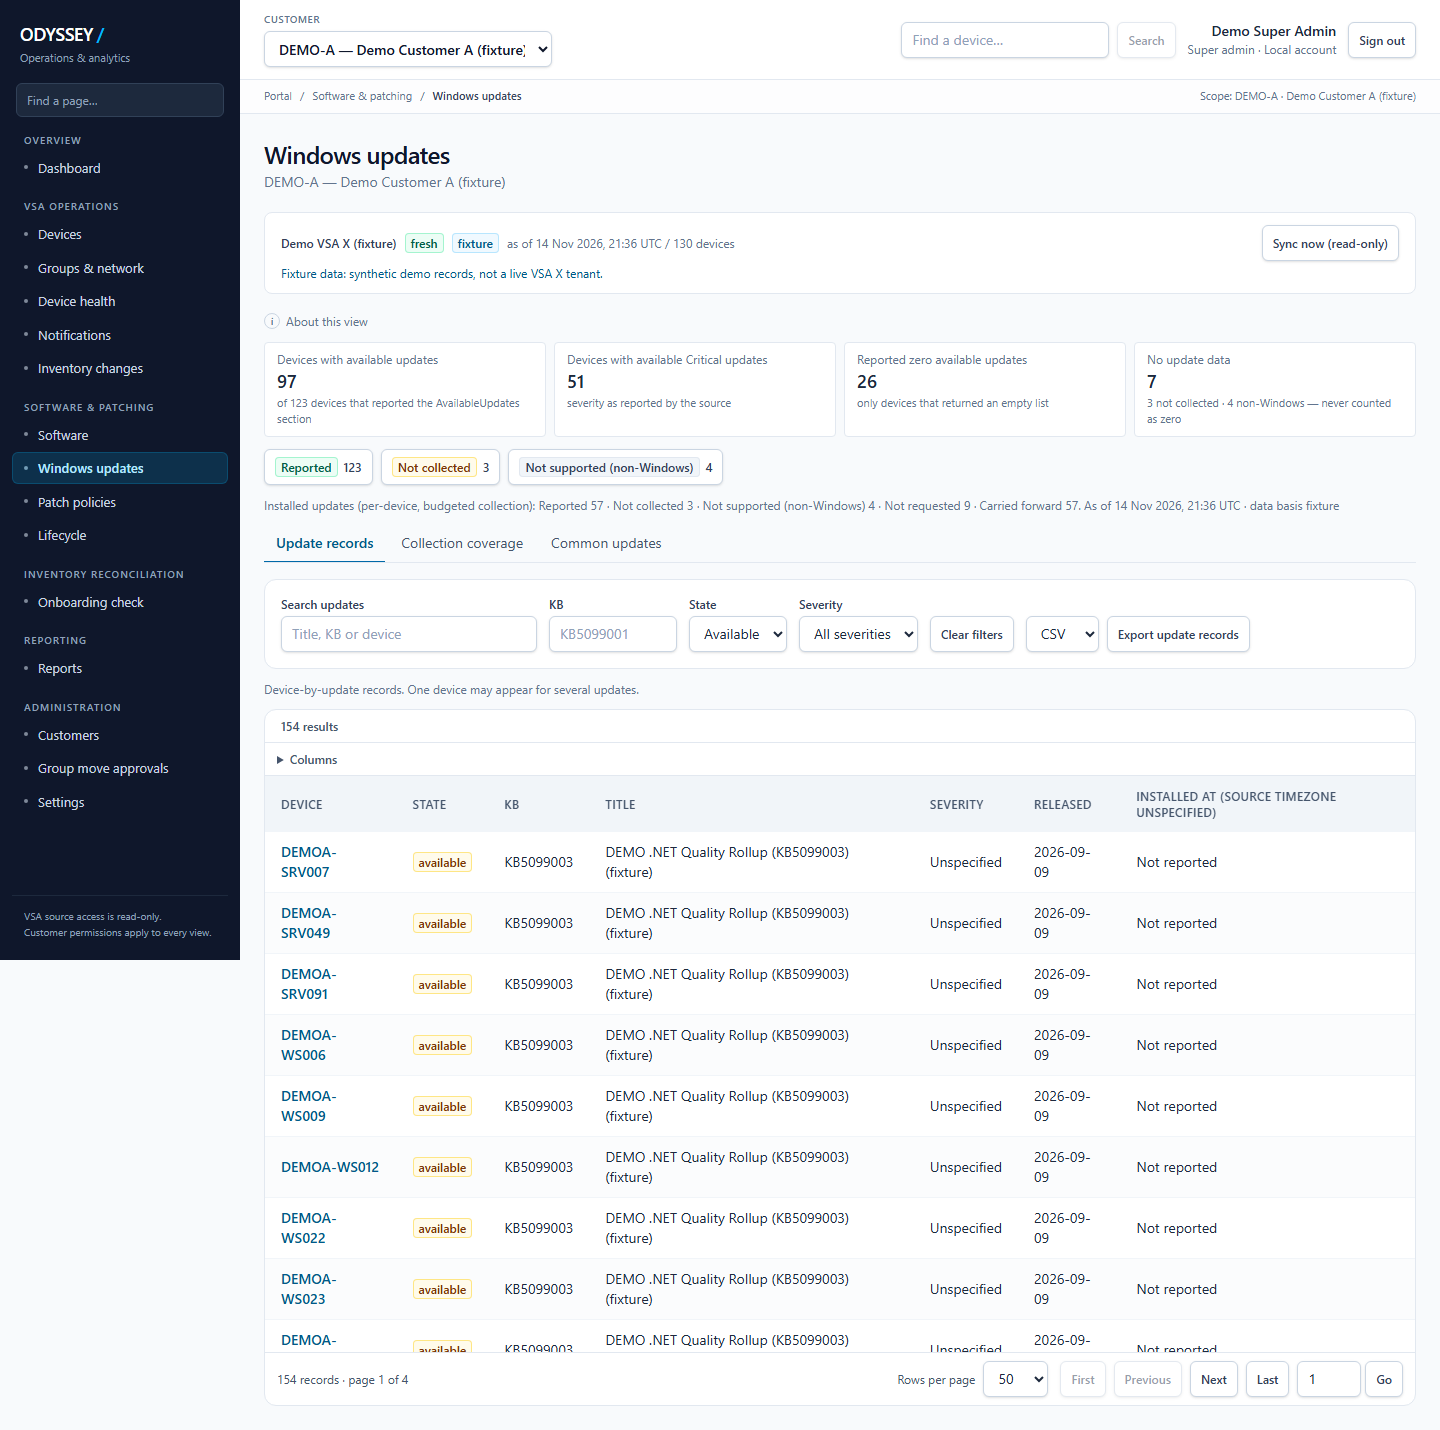 ODYSSEY /
Operations & analytics
Find a page...
OVERVIEW
Dashboard
VSA OPERATIONS
Devices
Groups & network
Device health
Notifications
Inventory changes
SOFTWARE & PATCHING
Software
Windows updates
Patch policies
Lifecycle
INVENTORY RECONCILIATION
Onboarding check
REPORTING
Reports
ADMINISTRATION
Customers
Group move approvals
Settings
VSA source access is read-only.
Customer permissions apply to every view.
CUSTOMER
DEMO-A — Demo Customer A (fixture)
Find a device...
Search
Demo Super Admin
Super admin · Local account
Sign out
Portal / Software & patching / Windows updates
Scope: DEMO-A · Demo Customer A (fixture)
Windows updates
DEMO-A — Demo Customer A (fixture)
Demo VSA X (fixture) fresh fixture as of 14 Nov 2026, 21:36 UTC / 130 devices
Sync now (read-only)
Fixture data: synthetic demo records, not a live VSA X tenant.
i About this view
Devices with available updates
97
of 123 devices that reported the AvailableUpdates
section
Devices with available Critical updates
51
severity as reported by the source
Reported zero available updates
26
only devices that returned an empty list
No update data
7
3 not collected · 4 non-Windows — never counted
as zero
Reported 123
Not collected 3
Not supported (non-Windows) 4
Installed updates (per-device, budgeted collection): Reported 57 · Not collected 3 · Not supported (non-Windows) 4 · Not requested 9 · Carried forward 57. As of 14 Nov 2026, 21:36 UTC · data basis fixture
Update records
Collection coverage
Common updates
Search updates
KB
State
Severity
Title, KB or device
KB5099001
Available
All severities
Clear filters
CSV
Export update records
Device-by-update records. One device may appear for several updates.
154 results
Columns
DEVICE STATE KB TITLE SEVERITY RELEASED INSTALLED AT (SOURCE TIMEZONE
UNSPECIFIED)
DEMOA-
SRV007
available
KB5099003
DEMO .NET Quality Rollup (KB5099003)
(fixture)
Unspecified
2026-09-
09
Not reported
DEMOA-
SRV049
available
KB5099003
DEMO .NET Quality Rollup (KB5099003)
(fixture)
Unspecified
2026-09-
09
Not reported
DEMOA-
SRV091
available
KB5099003
DEMO .NET Quality Rollup (KB5099003)
(fixture)
Unspecified
2026-09-
09
Not reported
DEMOA-
WS006
available
KB5099003
DEMO .NET Quality Rollup (KB5099003)
(fixture)
Unspecified
2026-09-
09
Not reported
DEMOA-
WS009
available
KB5099003
DEMO .NET Quality Rollup (KB5099003)
(fixture)
Unspecified
2026-09-
09
Not reported
DEMOA-WS012
available
KB5099003
DEMO .NET Quality Rollup (KB5099003)
(fixture)
Unspecified
2026-09-
09
Not reported
DEMOA-
WS022
available
KB5099003
DEMO .NET Quality Rollup (KB5099003)
(fixture)
Unspecified
2026-09-
09
Not reported
DEMOA-
WS023
available
KB5099003
DEMO .NET Quality Rollup (KB5099003)
(fixture)
Unspecified
2026-09-
09
Not reported
DEMOA-
available
KB5099003
DEMO .NET Quality Rollup (KB5099003)
Unspecified
2026-09-
Not reported
154 records · page 1 of 4
Rows per page 50 First Previous Next Last 1 Go